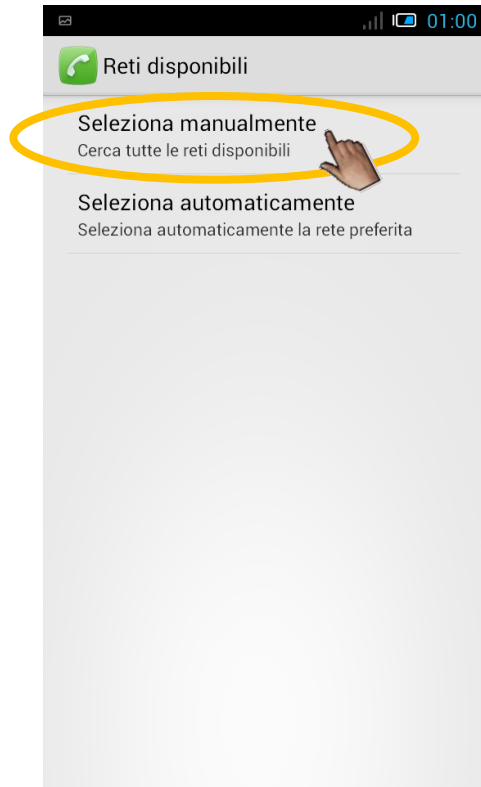 01:00
Reti disponibili
Seleziona manualmente
Cerca tutte le reti disponibili
Seleziona automaticamente
Seleziona automaticamente la rete preferita